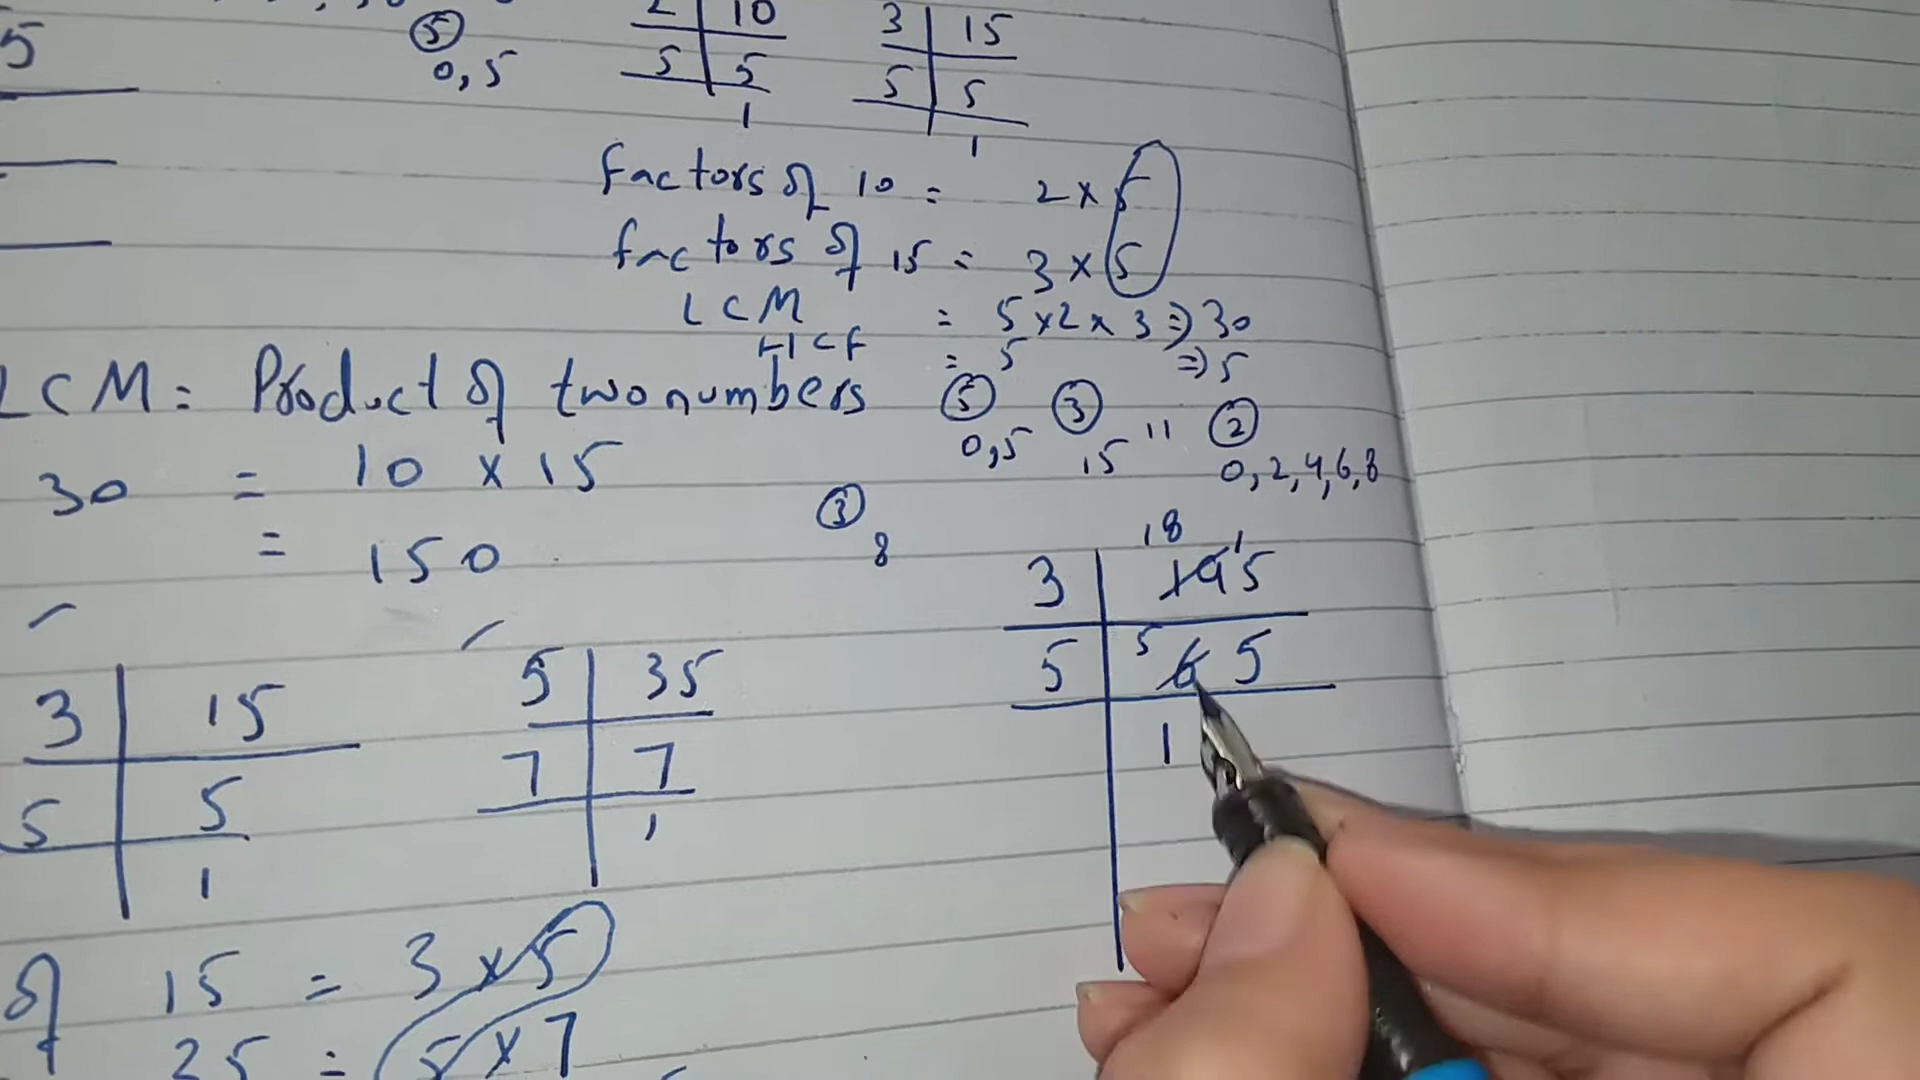 5
⑤
0, 5
2 | 10
5 | 5
1
3 | 15
5 | 5
1
factors of 10 = 2 × 5
factors of 15 = 3 × 5
LCM = 5 × 2 × 3 ⇒ 30
HCF = 5 ⇒ 5
LCM = Product of two numbers
30 = 10 × 15
= 150
⑤
0,5
③
15
11
②
0, 2, 4, 6, 8
③
8
18 1
3 | 195
5 | 5 65
1
3 | 15
5 | 5
1
5 | 35
7 | 7
1
of 15 = 3 × 5
35 = 5 × 7